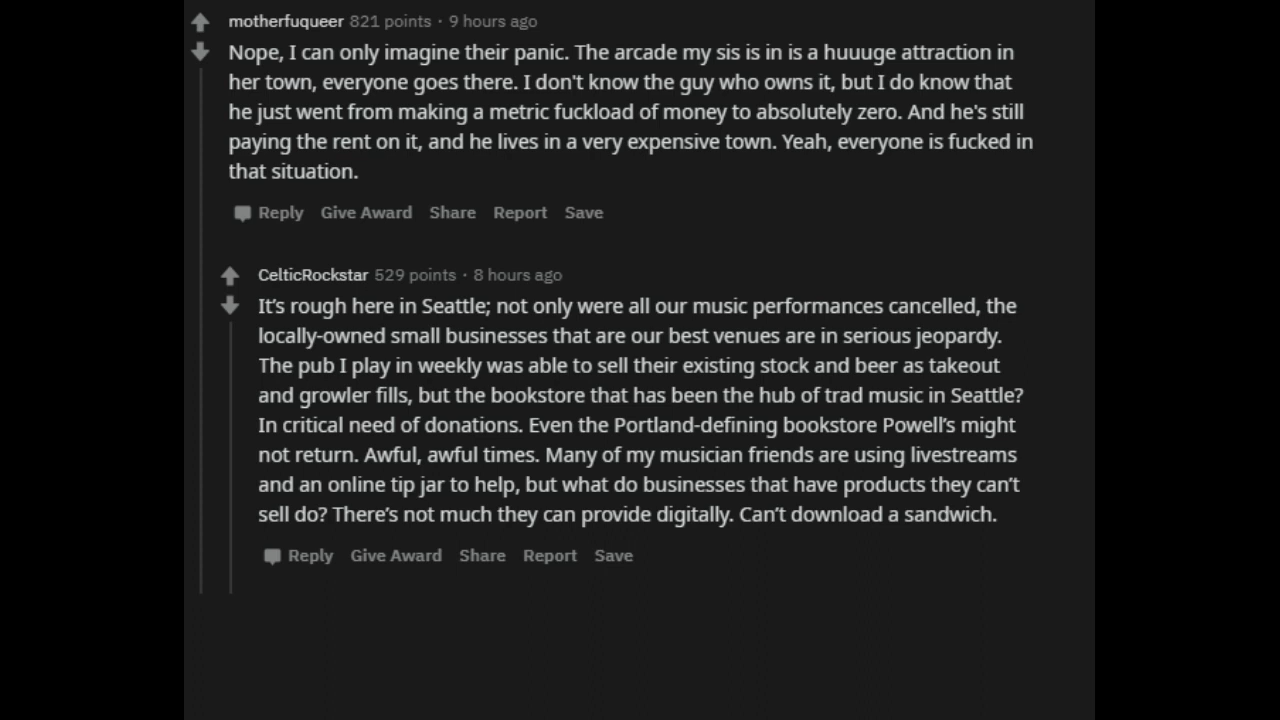 motherfuqueer 821 points · 9 hours ago
Nope, I can only imagine their panic. The arcade my sis is in is a huuuge attraction in
her town, everyone goes there. I don't know the guy who owns it, but I do know that
he just went from making a metric fuckload of money to absolutely zero. And he's still
paying the rent on it, and he lives in a very expensive town. Yeah, everyone is fucked in
that situation.
Reply Give Award Share Report Save
CelticRockstar 529 points · 8 hours ago
It’s rough here in Seattle; not only were all our music performances cancelled, the
locally-owned small businesses that are our best venues are in serious jeopardy.
The pub I play in weekly was able to sell their existing stock and beer as takeout
and growler fills, but the bookstore that has been the hub of trad music in Seattle?
In critical need of donations. Even the Portland-defining bookstore Powell’s might
not return. Awful, awful times. Many of my musician friends are using livestreams
and an online tip jar to help, but what do businesses that have products they can’t
sell do? There’s not much they can provide digitally. Can’t download a sandwich.
Reply Give Award Share Report Save